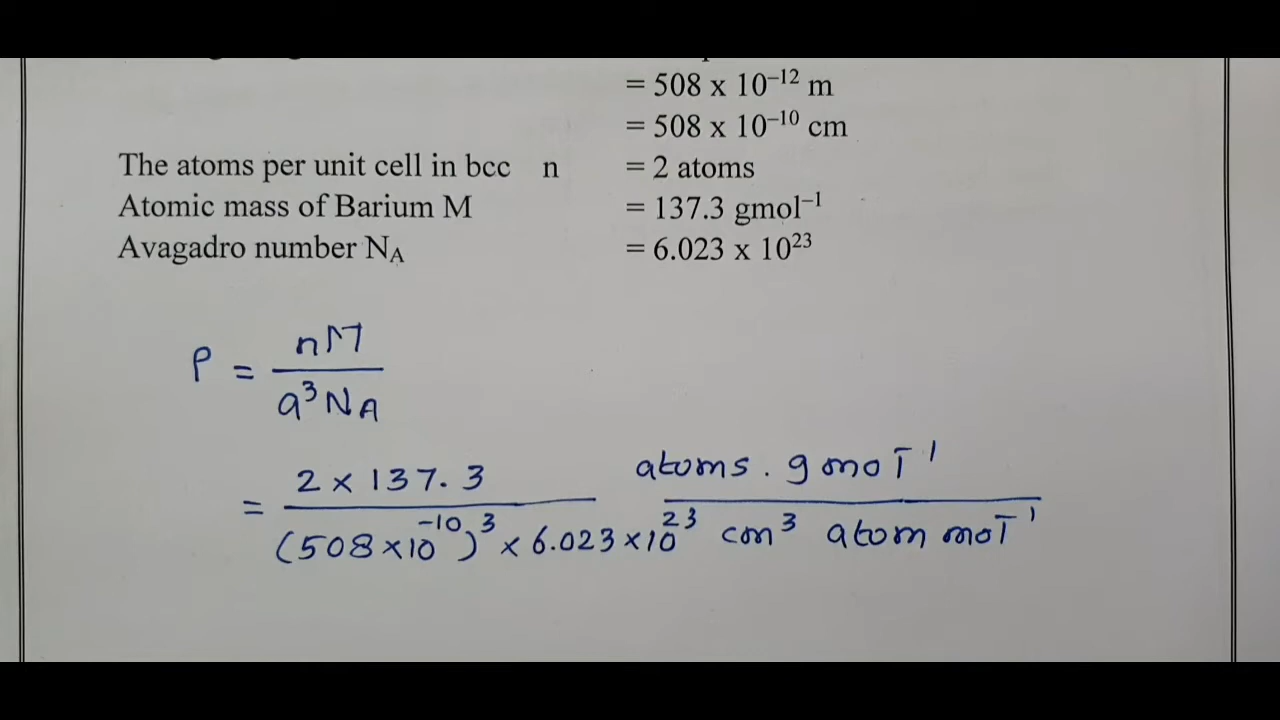 = 508 x 10⁻¹² m
= 508 x 10⁻¹⁰ cm
The atoms per unit cell in bcc n = 2 atoms
Atomic mass of Barium M = 137.3 gmol⁻¹
Avagadro number N_A = 6.023 x 10²³
ρ = nM / a³N_A
= 2 × 137.3 / (508×10⁻¹⁰)³ × 6.023×10²³ atoms . g mol⁻¹ / cm³ atom mol⁻¹